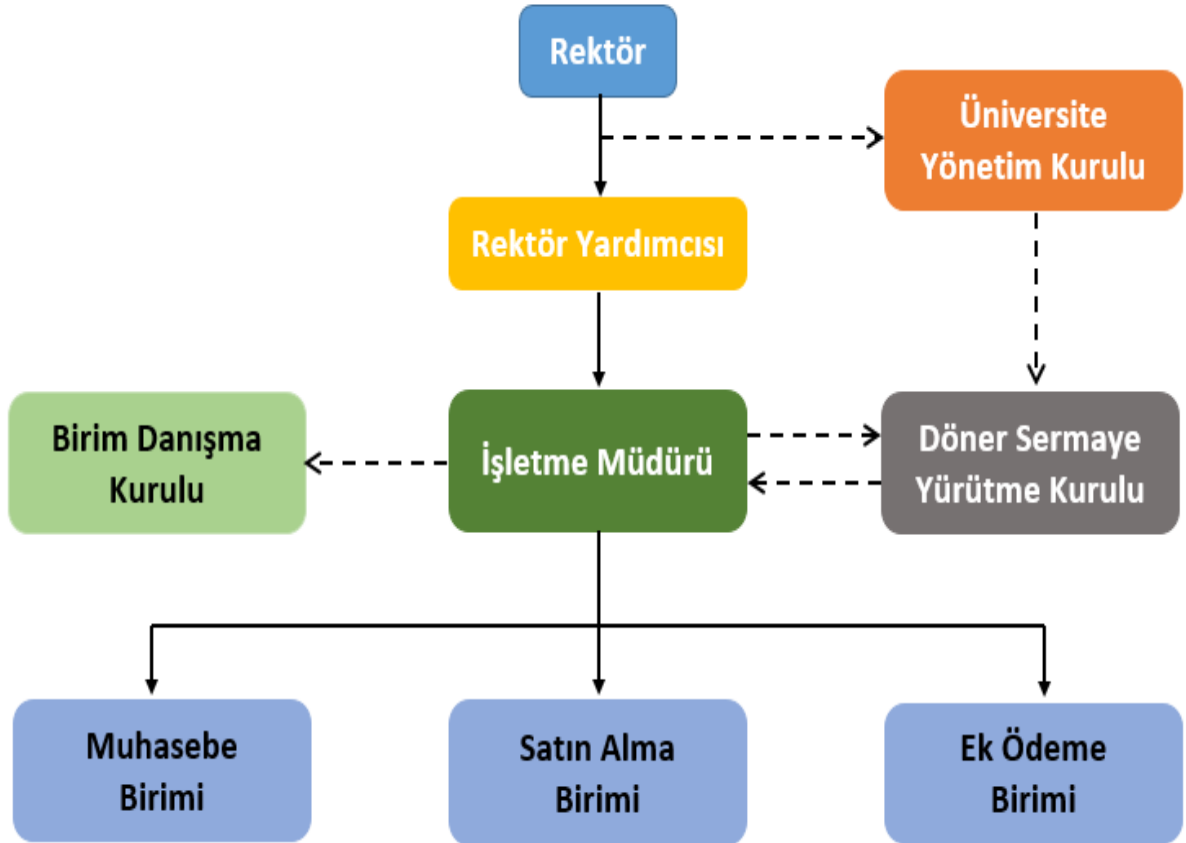 Rektör
Üniversite
Yönetim Kurulu
Rektör Yardımcısı
Birim Danışma
Kurulu
İşletme Müdürü
Döner Sermaye
Yürütme Kurulu
Muhasebe
Birimi
Satın Alma
Birimi
Ek Ödeme
Birimi